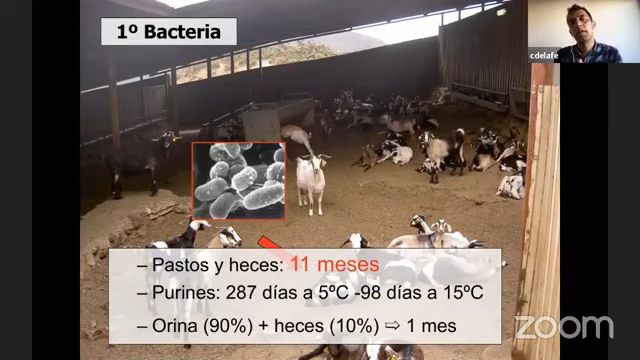 1º Bacteria
cdelafe
– Pastos y heces: 11 meses
– Purines: 287 días a 5ºC -98 días a 15ºC
– Orina (90%) + heces (10%) ⇨ 1 mes
zoom